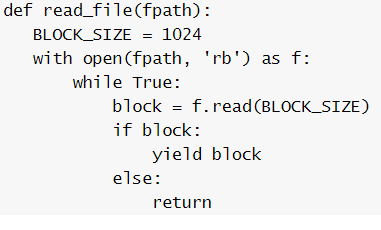 def read_file(fpath):
   BLOCK_SIZE = 1024
   with open(fpath, 'rb') as f:
       while True:
           block = f.read(BLOCK_SIZE)
           if block:
               yield block
           else:
               return